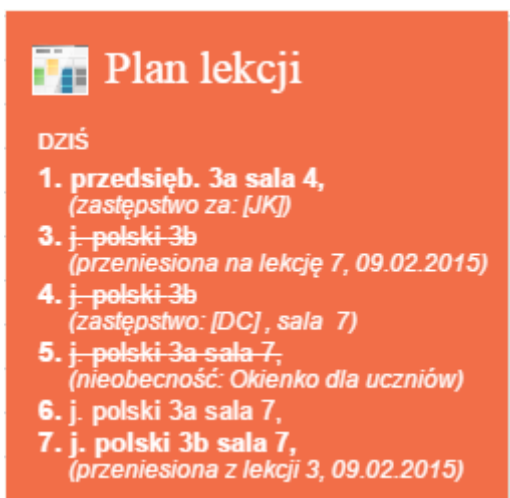 Plan lekcji
DZIŚ
1. przedsięb. 3a sala 4,
(zastępstwo za: [JK])
3. j. polski 3b
(przeniesiona na lekcję 7, 09.02.2015)
4. j. polski 3b
(zastępstwo: [DC] , sala 7)
5. j. polski 3a sala 7,
(nieobecność: Okienko dla uczniów)
6. j. polski 3a sala 7,
7. j. polski 3b sala 7,
(przeniesiona z lekcji 3, 09.02.2015)